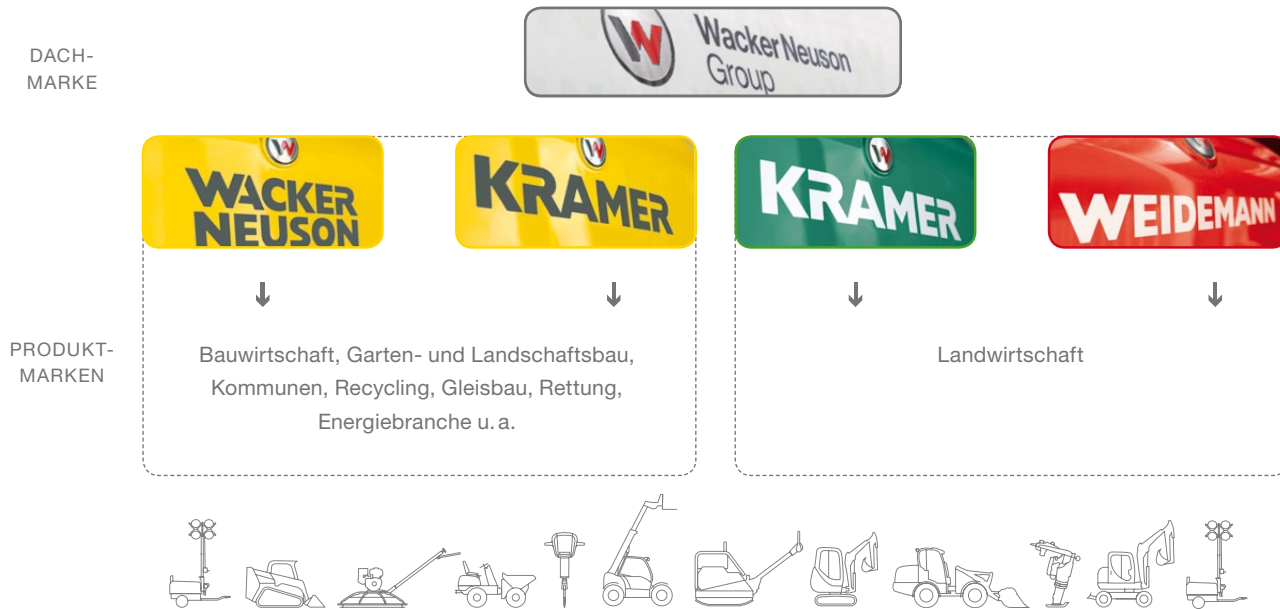 DACH-
MARKE
Wacker Neuson
Group
WACKER
NEUSON
KRAMER
KRAMER
WEIDEMANN
PRODUKT-
MARKEN
Bauwirtschaft, Garten- und Landschaftsbau,
Kommunen, Recycling, Gleisbau, Rettung,
Energiebranche u. a.
Landwirtschaft